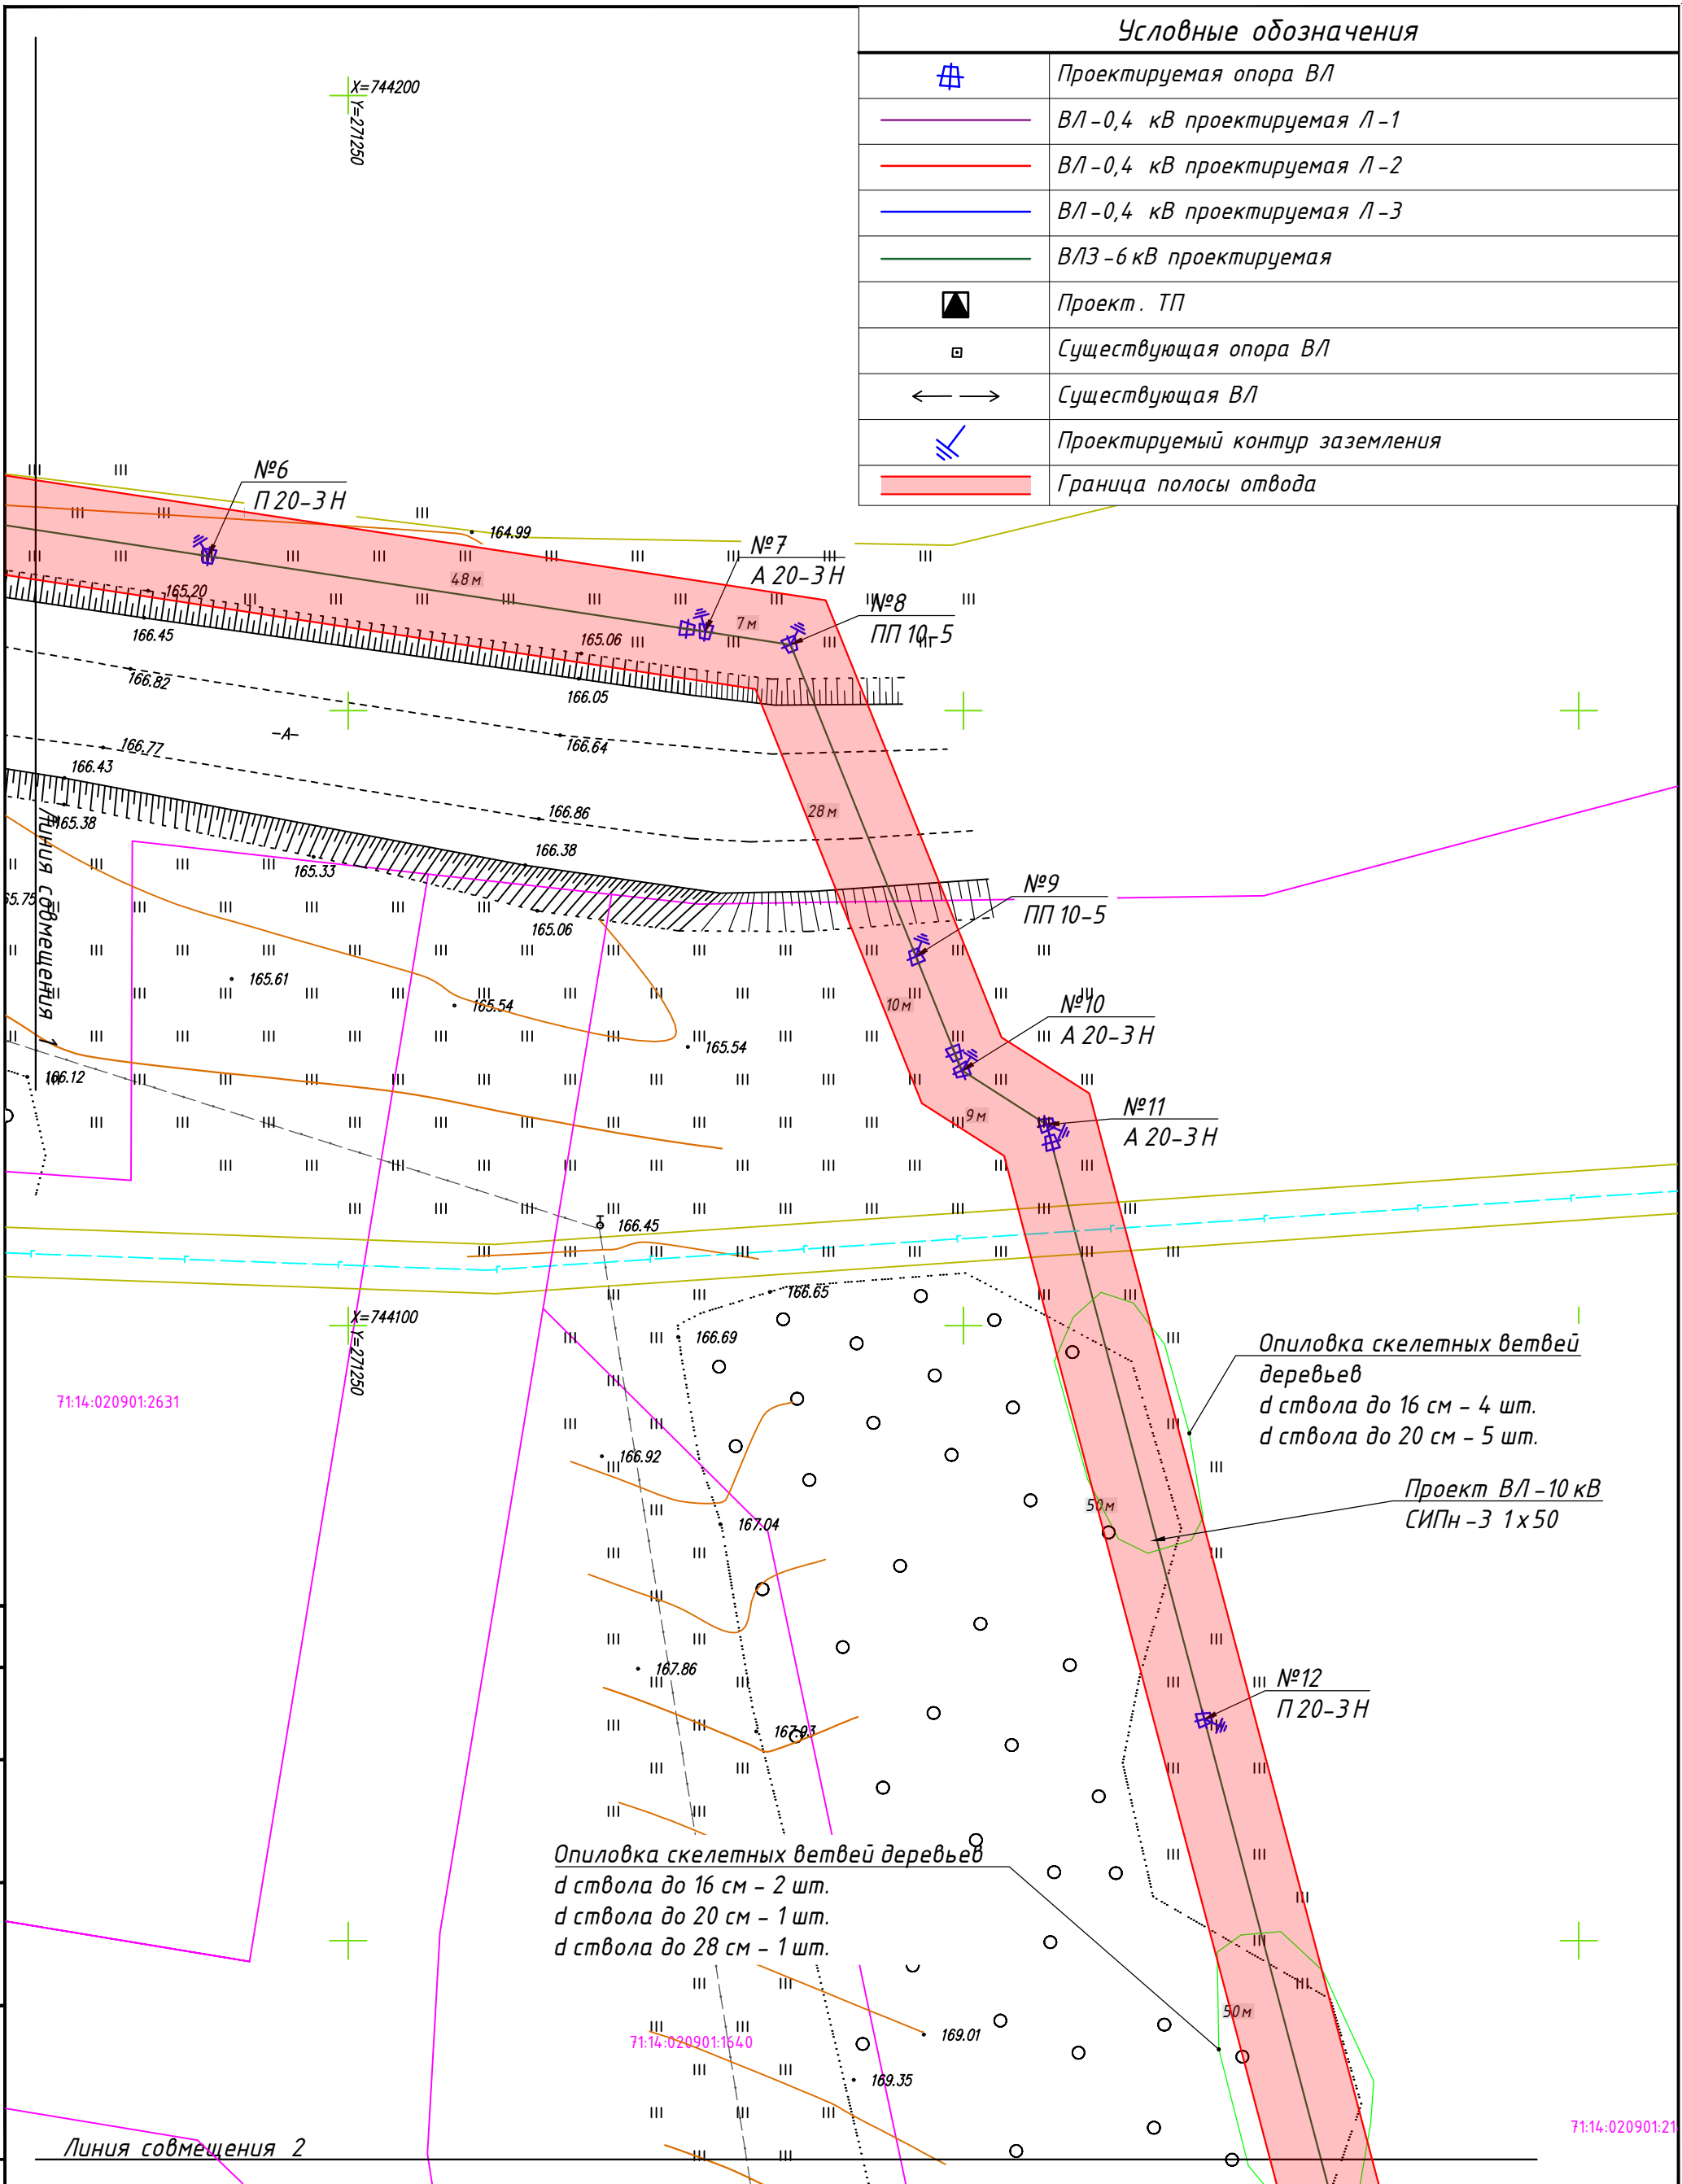 Условные обозначения
Проектируемая опора ВЛ
ВЛ-0,4 кВ проектируемая Л-1
ВЛ-0,4 кВ проектируемая Л-2
ВЛ-0,4 кВ проектируемая Л-3
ВЛЗ-6 кВ проектируемая
Проект. ТП
Существующая опора ВЛ
Существующая ВЛ
Проектируемый контур заземления
Граница полосы отвода
X=744200
Y=271250
№6
П 20-3 Н
164.99
№7
А 20-3 Н
48 м
165.20
7 м
№8
ПП 10-5
166.45
165.06
166.82
166.05
-А-
166.77
166.64
166.43
166.86
28 м
165.38
Линия совмещения 1
166.38
165.33
№9
ПП 10-5
165.06
165.61
165.54
10 м
№10
А 20-3 Н
165.54
166.12
9 м
№11
А 20-3 Н
166.45
166.65
X=744100
Y=271250
166.69
Опиловка скелетных ветвей
деревьев
d ствола до 16 см - 4 шт.
d ствола до 20 см - 5 шт.
71:14:020901:2631
166.92
50 м
Проект ВЛ-10 кВ
СИПн-3 1х50
167.04
167.86
№12
П 20-3 Н
167.93
Опиловка скелетных ветвей деревьев
d ствола до 16 см - 2 шт.
d ствола до 20 см - 1 шт.
d ствола до 28 см - 1 шт.
50 м
169.01
71:14:020901:1640
169.35
71:14:020901:21
Линия совмещения 2